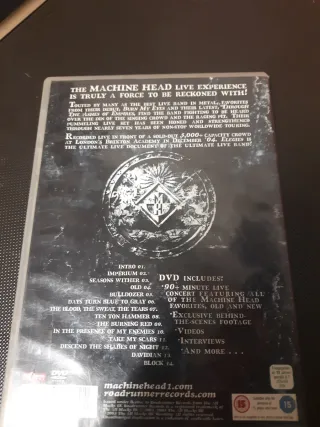 THE MACHINE HEAD LIVE EXPERIENCE
IS TRULY A FORCE TO BE RECKONED WITH!
TOUTED BY MANY AS THE BEST LIVE BAND IN METAL, FAVORITES
FROM THEIR DEBUT, BURN MY EYES AND THEIR LATEST, THROUGH
THE ASHES OF EMPIRES, FIND THE BAND FIGHTING TO BE HEARD
OVER THE DIN OF THE SINGING CROWD AND THE RAGING PIT. THEIR
PUMMELING LIVE SET HAS BEEN HONED AND STRENGTHENED
THROUGH NEARLY SEVEN YEARS OF NON-STOP WORLDWIDE TOURING.
RECORDED LIVE IN FRONT OF A SOLD-OUT 5,000+ CAPACITY CROWD
AT LONDON'S BRIXTON ACADEMY IN DECEMBER '04, ELEGIES IS
THE ULTIMATE LIVE DOCUMENT OF THE ULTIMATE LIVE BAND!
INTRO 01.
IMPERIUM 02.
SEASONS WITHER 03.
OLD 04.
BULLDOZER 05.
DAYS TURN BLUE TO GRAY 06.
THE BLOOD, THE SWEAT, THE TEARS 07.
TEN TON HAMMER 08.
THE BURNING RED 09.
IN THE PRESENCE OF MY ENEMIES 10.
TAKE MY SCARS 11.
DESCEND THE SHADES OF NIGHT 12.
DAVIDIAN 13.
BLOCK 14.
DVD INCLUDES:
90+ MINUTE LIVE
CONCERT FEATURING ALL
OF THE MACHINE HEAD
FAVORITES, OLD AND NEW
EXCLUSIVE BEHIND-
THE-SCENES FOOTAGE
VIDEOS
INTERVIEWS
AND MORE . . .
DVD
machinehead1.com
roadrunnerrecords.com
15
15